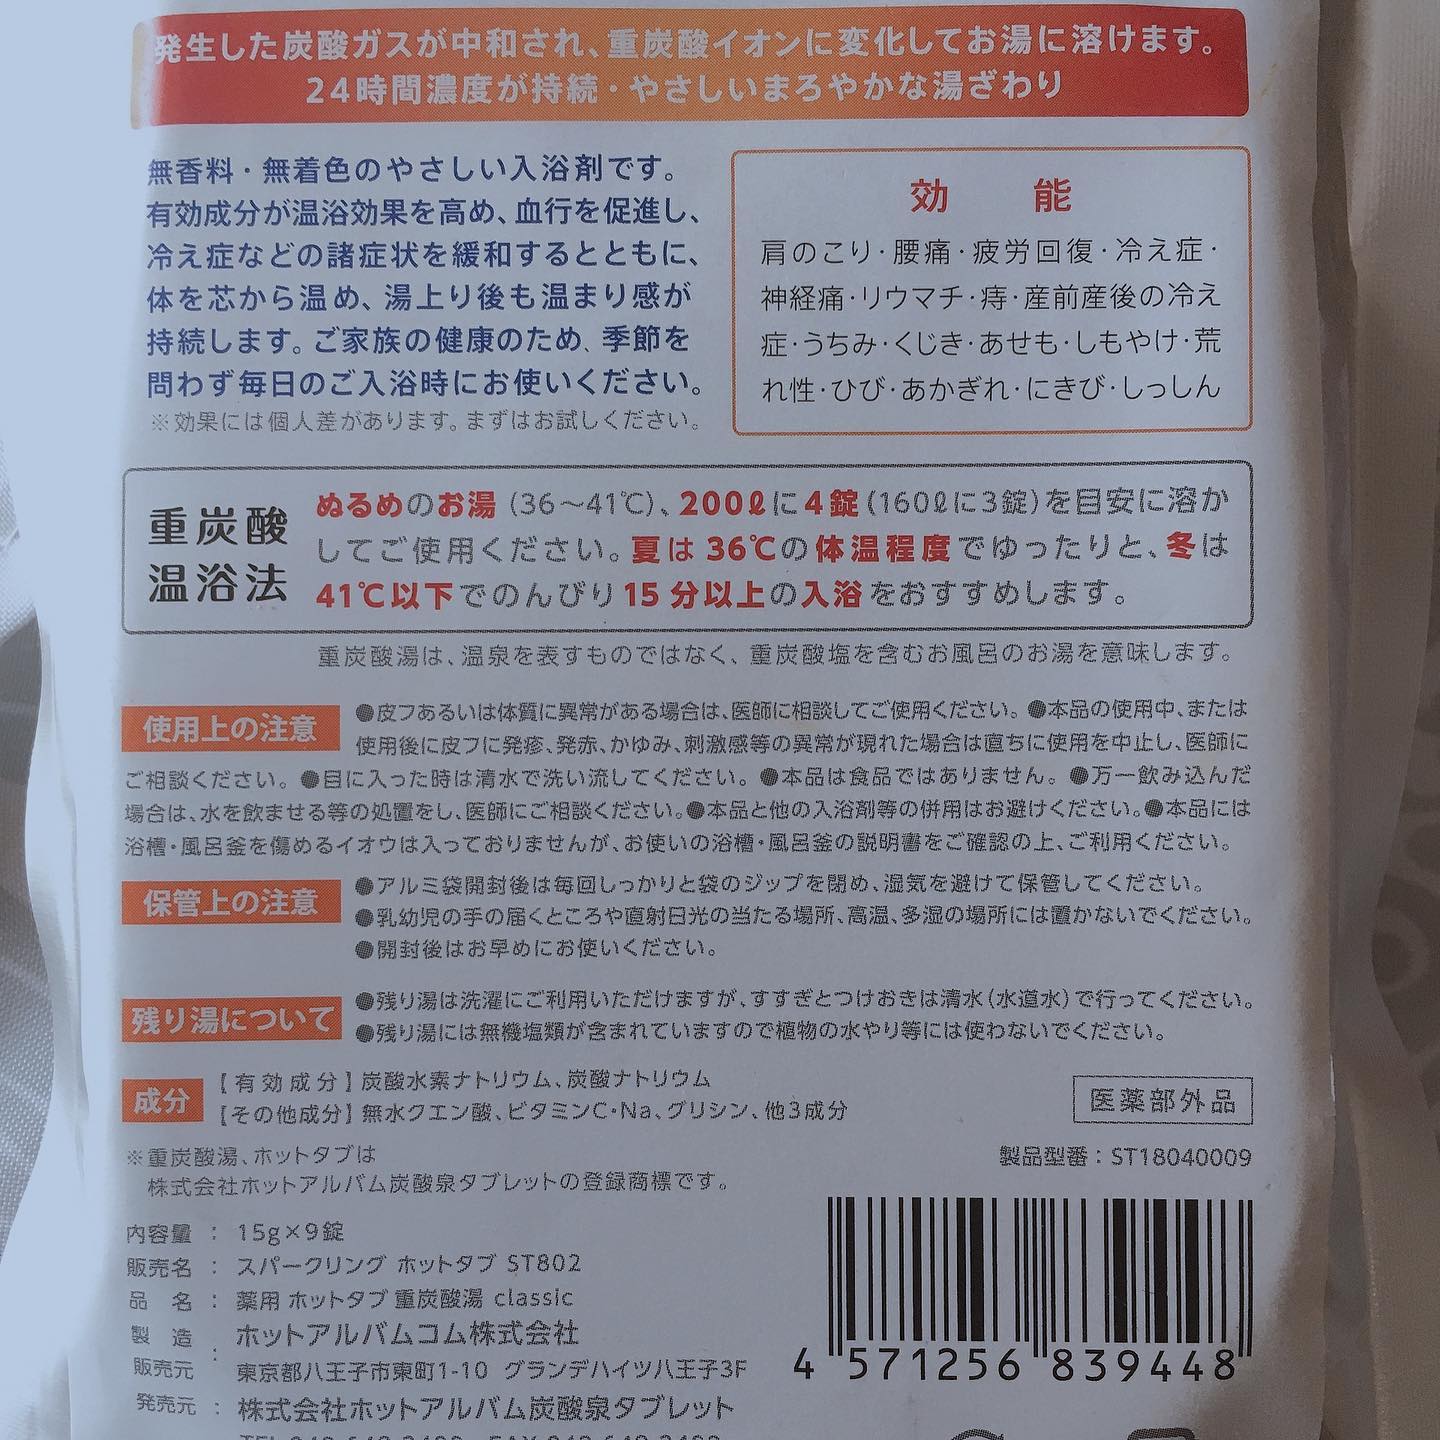 発生した炭酸ガスが中和され、重炭酸イオンに変化してお湯に溶けます。
24時間濃度が持続・やさしいまろやかな湯ざわり
無香料・無着色のやさしい入浴剤です。
有効成分が温浴効果を高め、血行を促進し、
冷え症などの諸症状を緩和するとともに、
体を芯から温め、湯上り後も温まり感が
持続します。ご家族の健康のため、季節を
問わず毎日のご入浴時にお使いください。
※効果には個人差があります。まずはお試しください。
効 能
肩のこり・腰痛・疲労回復・冷え症・
神経痛・リウマチ・痔・産前産後の冷え
症・うちみ・くじき・あせも・しもやけ・荒
れ性・ひび・あかぎれ・にきび・しっしん
重炭酸
温浴法
ぬるめのお湯（36～41℃）、200ℓに4錠（160ℓに3錠）を目安に溶か
してご使用ください。夏は36℃の体温程度でゆったりと、冬は
41℃以下でのんびり15分以上の入浴をおすすめします。
重炭酸湯は、温泉を表すものではなく、重炭酸塩を含むお風呂のお湯を意味します。
使用上の注意
●皮フあるいは体質に異常がある場合は、医師に相談してご使用ください。●本品の使用中、または
使用後に皮フに発疹、発赤、かゆみ、刺激感等の異常が現れた場合は直ちに使用を中止し、医師に
ご相談ください。●目に入った時は清水で洗い流してください。●本品は食品ではありません。●万一飲み込んだ
場合は、水を飲ませる等の処置をし、医師にご相談ください。●本品と他の入浴剤等の併用はお避けください。●本品には
浴槽・風呂釜を傷めるイオウは入っておりませんが、お使いの浴槽・風呂釜の説明書をご確認の上、ご利用ください。
保管上の注意
●アルミ袋開封後は毎回しっかりと袋のジップを閉め、湿気を避けて保管してください。
●乳幼児の手の届くところや直射日光の当たる場所、高温、多湿の場所には置かないでください。
●開封後はお早めにお使いください。
残り湯について
●残り湯は洗濯にご利用いただけますが、すすぎとつけおきは清水（水道水）で行ってください。
●残り湯には無機塩類が含まれていますので植物の水やり等には使わないでください。
成分
【有効成分】炭酸水素ナトリウム、炭酸ナトリウム
【その他成分】無水クエン酸、ビタミンC・Na、グリシン、他3成分
医薬部外品
※重炭酸湯、ホットタブは
株式会社ホットアルバム炭酸泉タブレットの登録商標です。
製品型番：ST18040009
内容量 ： 15g×9錠
販売名 ： スパークリング ホットタブ ST802
品 名 ： 薬用 ホットタブ 重炭酸湯 classic
製 造
販売元 ： ホットアルバムコム株式会社
東京都八王子市東町1-10 グランデハイツ八王子3F
発売元 ： 株式会社ホットアルバム炭酸泉タブレット
4 571256 839448